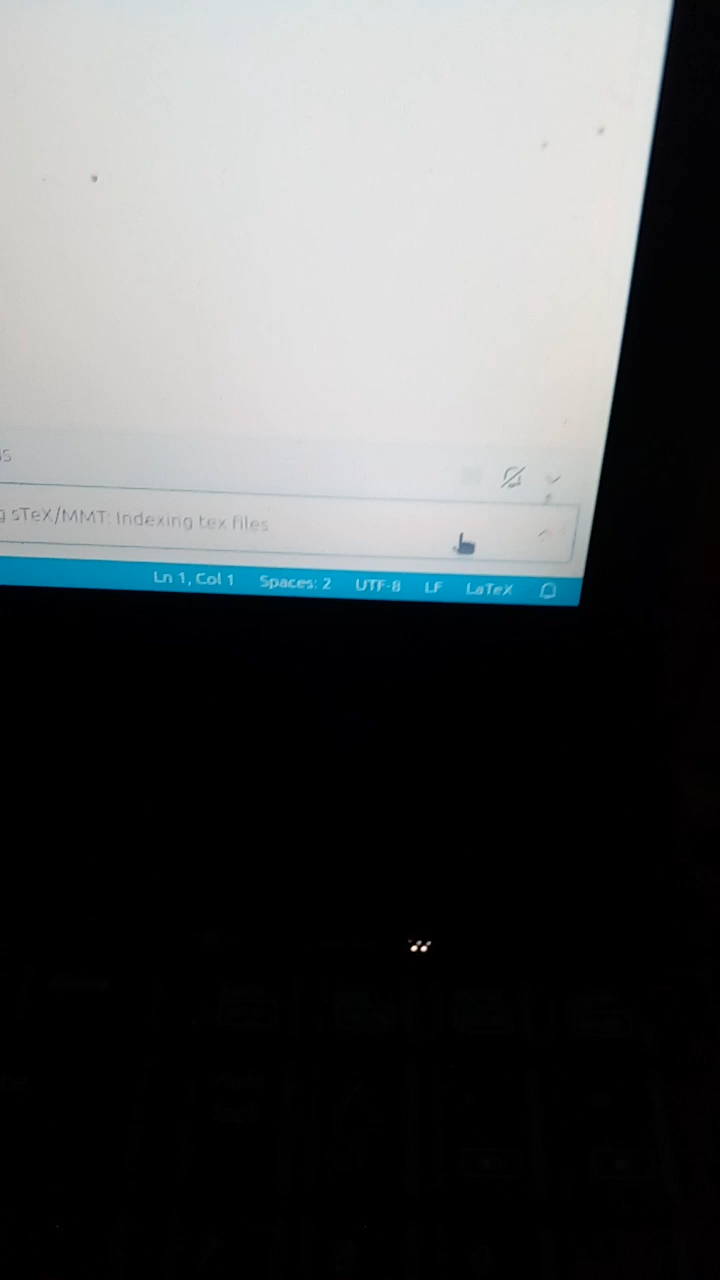 g sTeX/MMT: Indexing tex files
Ln 1, Col 1 Spaces: 2 UTF-8 LF LaTeX